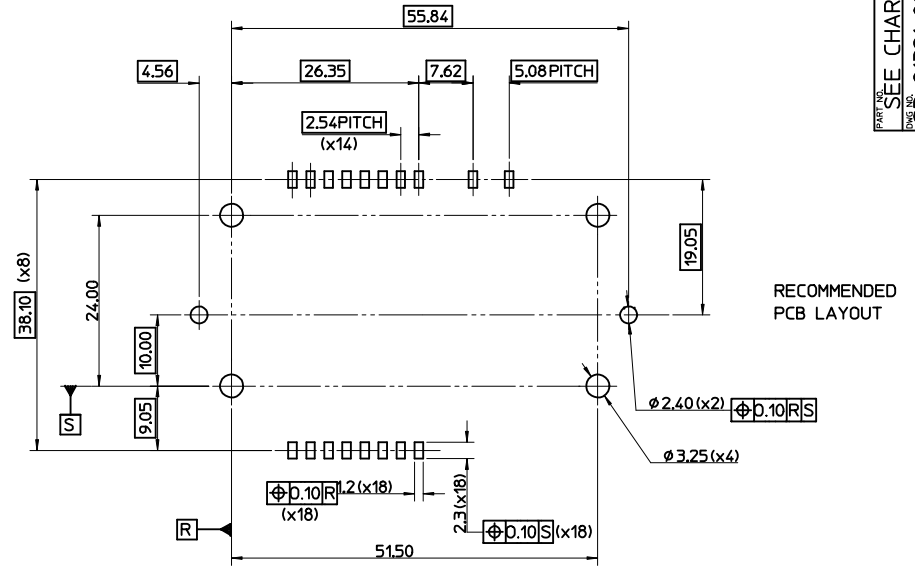 55.84
4.56
26.35
7.62
5.08PITCH
2.54PITCH
(x14)
PART NO.
SEE CHAR
DWG NO.
38.10 (x8)
24.00
19.05
10.00
9.05
RECOMMENDED
PCB LAYOUT
S
ø2.40(x2) ⌖ 0.10 R S
ø3.25(x4)
⌖ 0.10 R
(x18)
1.2 (x18)
2.3(x18)
⌖ 0.10 S (x18)
R
51.50